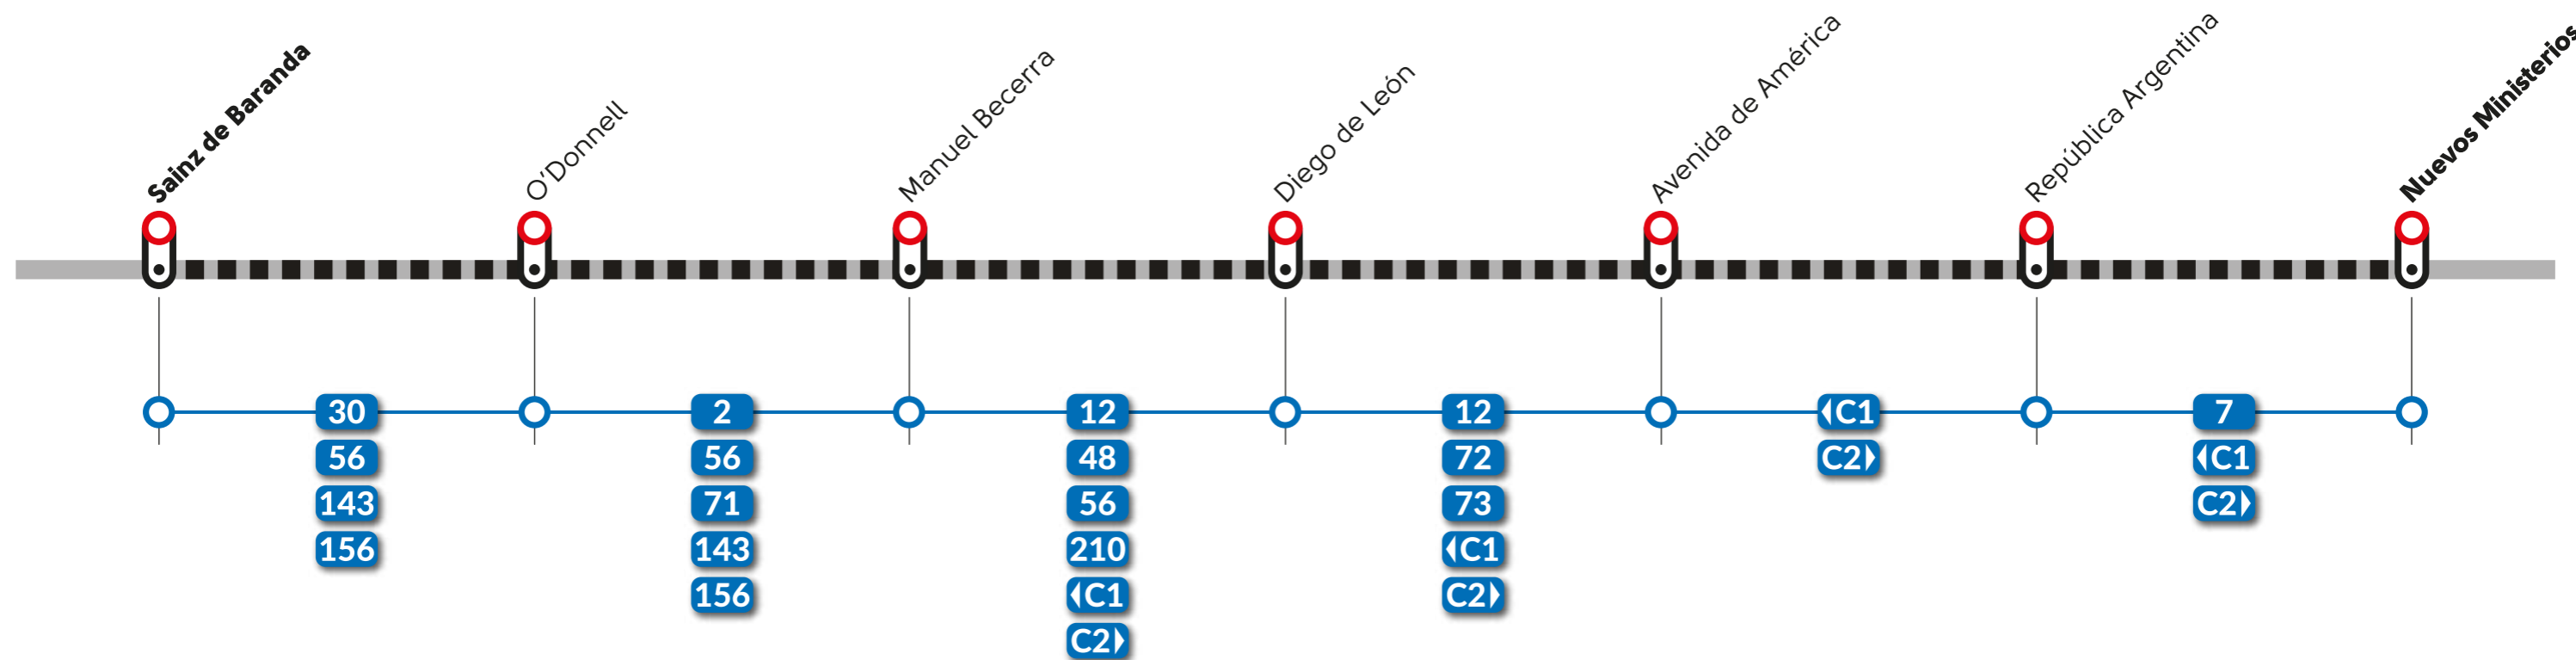 Sainz de Baranda
O'Donnell
Manuel Becerra
Diego de León
Avenida de América
República Argentina
Nuevos Ministerios
30
56
143
156
2
56
71
143
156
12
48
56
210
C1
C2
12
72
73
C1
C2
C1
C2
7
C1
C2